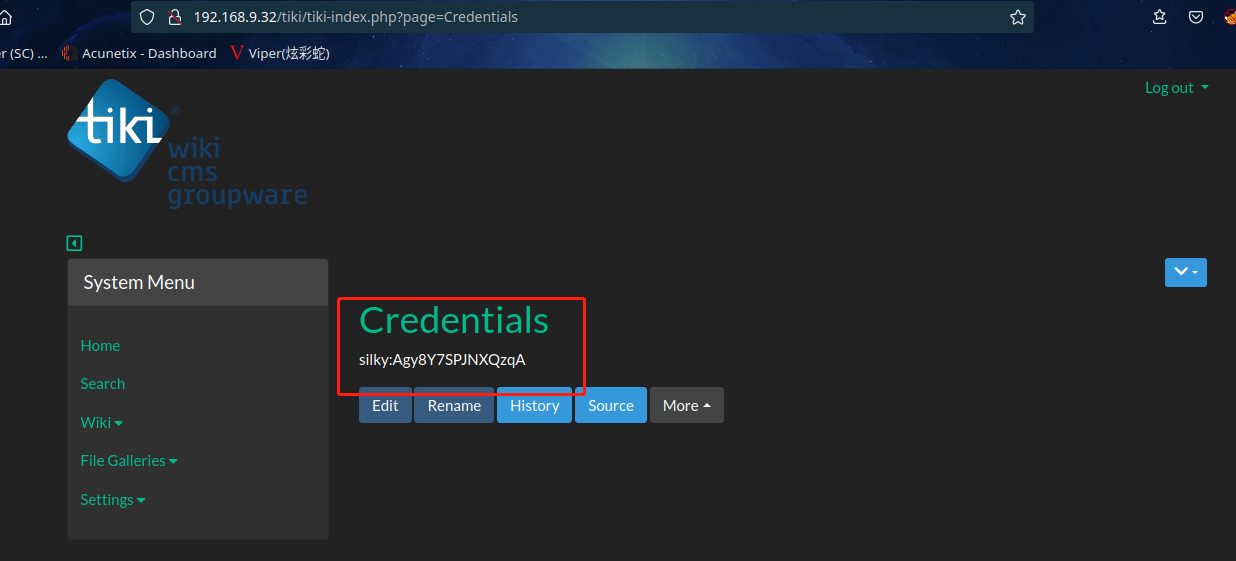 192.168.9.32/tiki/tiki-index.php?page=Credentials
r (SC) ... Acunetix - Dashboard Viper(炫彩蛇)
Log out
tiki®
wiki
cms
groupware
System Menu
Home
Search
Wiki
File Galleries
Settings
Credentials
silky:Agy8Y7SPJNXQzqA
Edit Rename History Source More